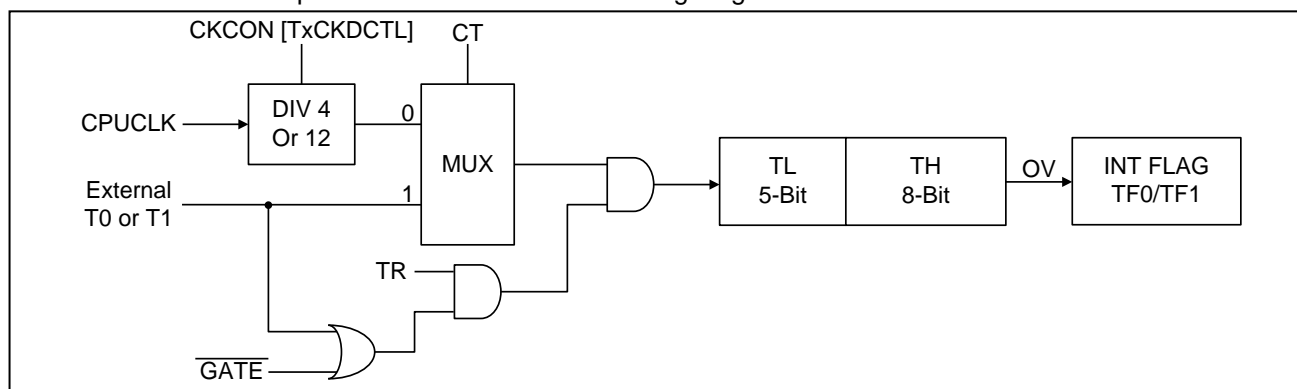 CKCON [TxCKDCTL]
CT
CPUCLK
DIV 4
Or 12
0
MUX
External
T0 or T1
1
TL
5-Bit
TH
8-Bit
OV
INT FLAG
TF0/TF1
TR
GATE